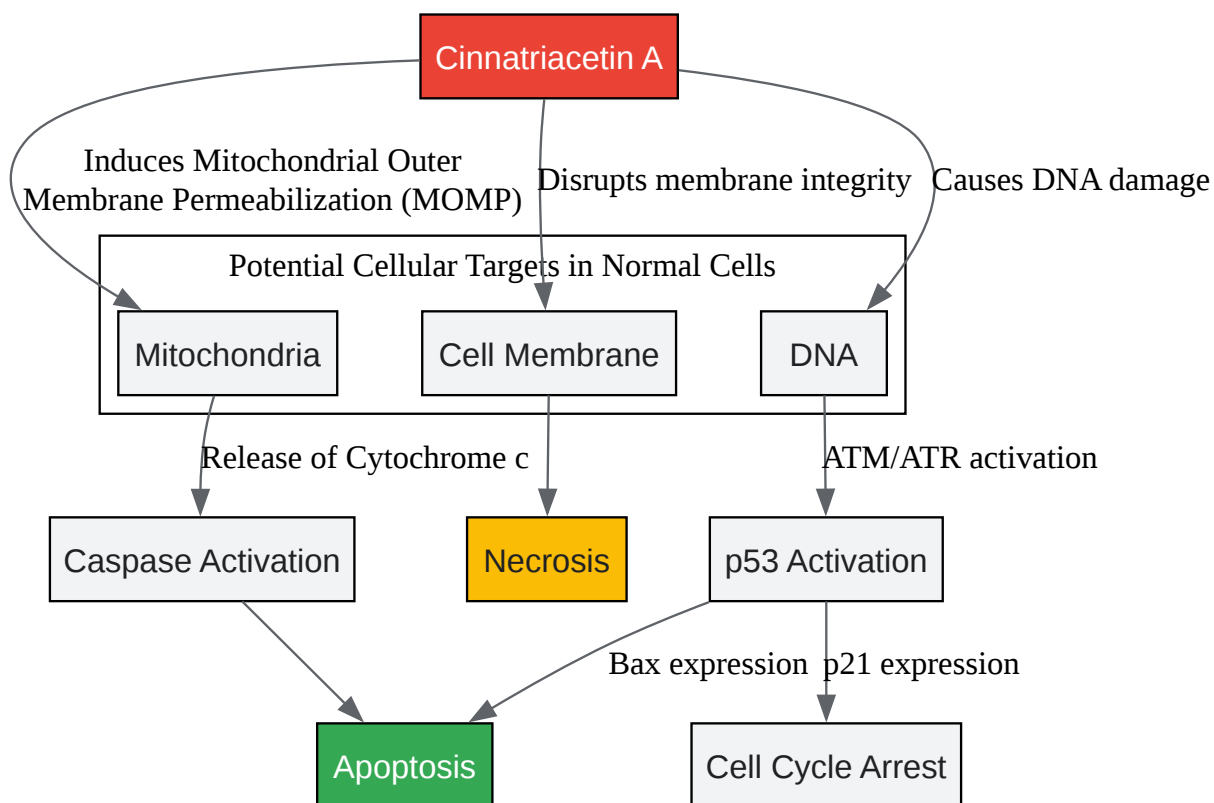 Cinnatriacetin A
Induces Mitochondrial Outer
Membrane Permeabilization (MOMP)
Disrupts membrane integrity
Causes DNA damage
Potential Cellular Targets in Normal Cells
Mitochondria
Cell Membrane
DNA
Release of Cytochrome c
ATM/ATR activation
Caspase Activation
Necrosis
p53 Activation
Bax expression
p21 expression
Apoptosis
Cell Cycle Arrest